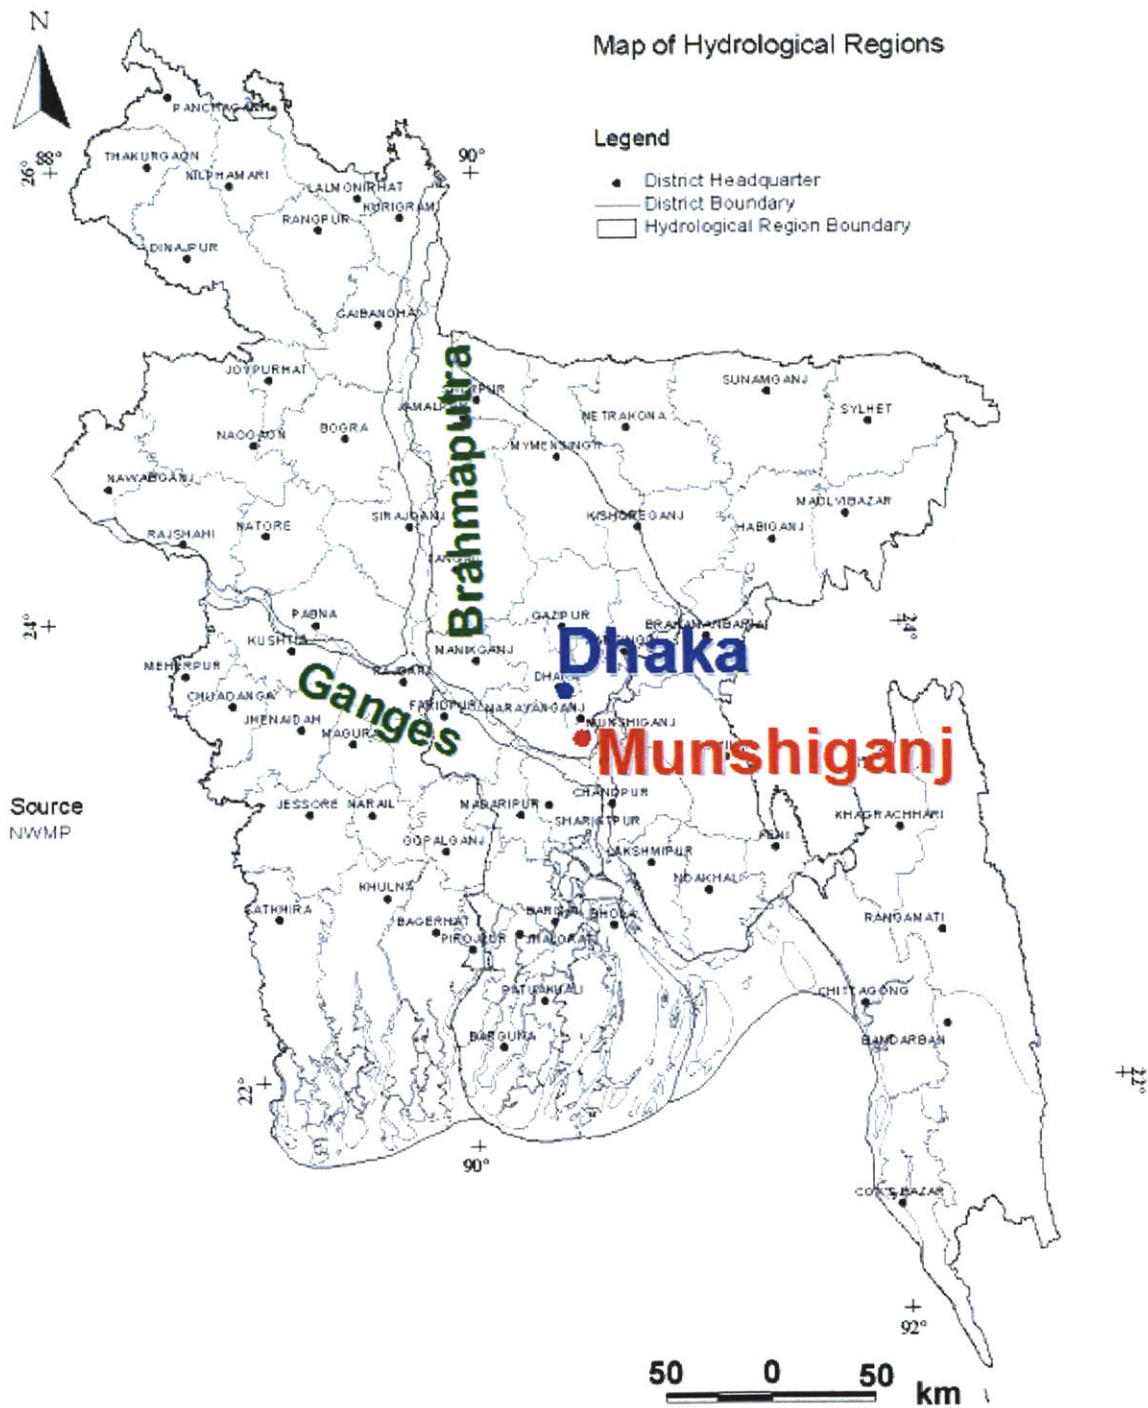 N
Map of Hydrological Regions
Legend
District Headquarter
District Boundary
Hydrological Region Boundary
26°
88°
90°
THAKURGAON
NILPHAMARI
LALMONIRHAT
KURIGRAM
RANGPUR
DINAJPUR
GAIBANDHA
JOYPURHAT
SUNAMGANJ
SYLHET
NAOGAON
BOGRA
NETRAKONA
MYMENSINGH
NAWABGANJ
SIRAJGANJ
KISHOREGANJ
MAULVIBAZAR
HABIGANJ
RAJSHAHI
NATORE
Brahmaputra
PABNA
GAZIPUR
24°
24°
KUSHTIA
MANIKGANJ
Dhaka
MEHERPUR
DHAKA
CHUADANGA
Ganges
FARIDPUR
NARAYANGANJ
JHENAIDAH
MAGURA
MUNSHIGANJ
Munshiganj
Source
NWMP
JESSORE
NARAIL
MADARIPUR
CHANDPUR
SHARIATPUR
KHAGRACHHARI
FENI
GOPALGANJ
LAKSHMIPUR
NOAKHALI
KHULNA
SATKHIRA
BAGERHAT
BHOLA
RANGAMATI
PIROJPUR
JHALOKATI
PATUAKHALI
CHITTAGONG
BARGUNA
BANDARBAN
22°
22°
90°
COX'S BAZAR
92°
50 0 50
km